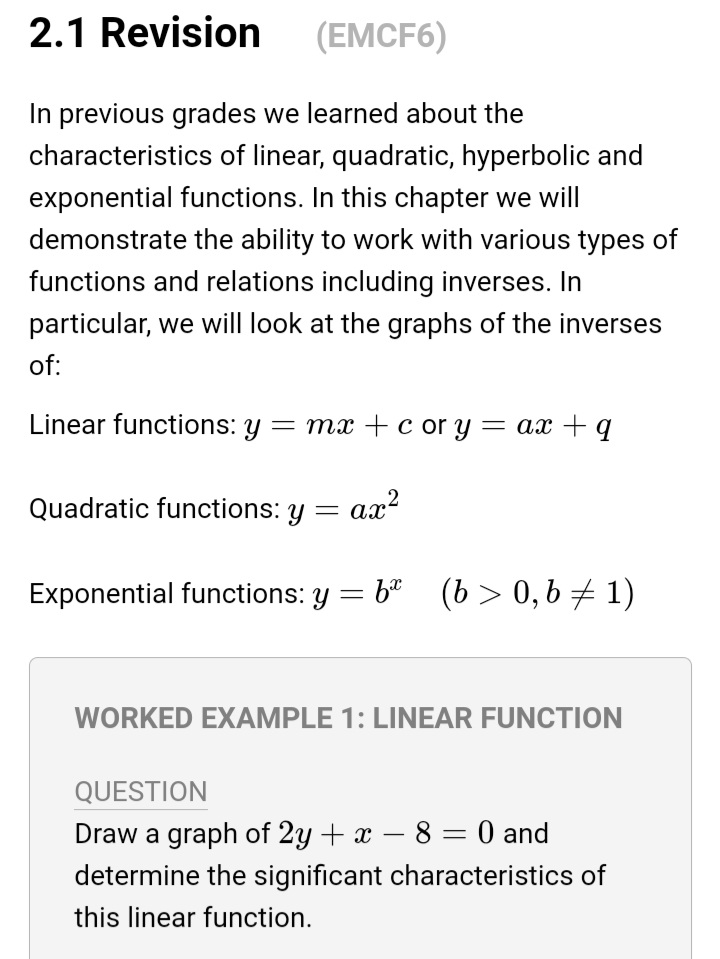 2.1 Revision (EMCF6)
In previous grades we learned about the
characteristics of linear, quadratic, hyperbolic and
exponential functions. In this chapter we will
demonstrate the ability to work with various types of
functions and relations including inverses. In
particular, we will look at the graphs of the inverses
of:
Linear functions: y = mx + c or y = ax + q
Quadratic functions: y = ax²
Exponential functions: y = bˣ (b > 0, b ≠ 1)
WORKED EXAMPLE 1: LINEAR FUNCTION
QUESTION
Draw a graph of 2y + x − 8 = 0 and
determine the significant characteristics of
this linear function.